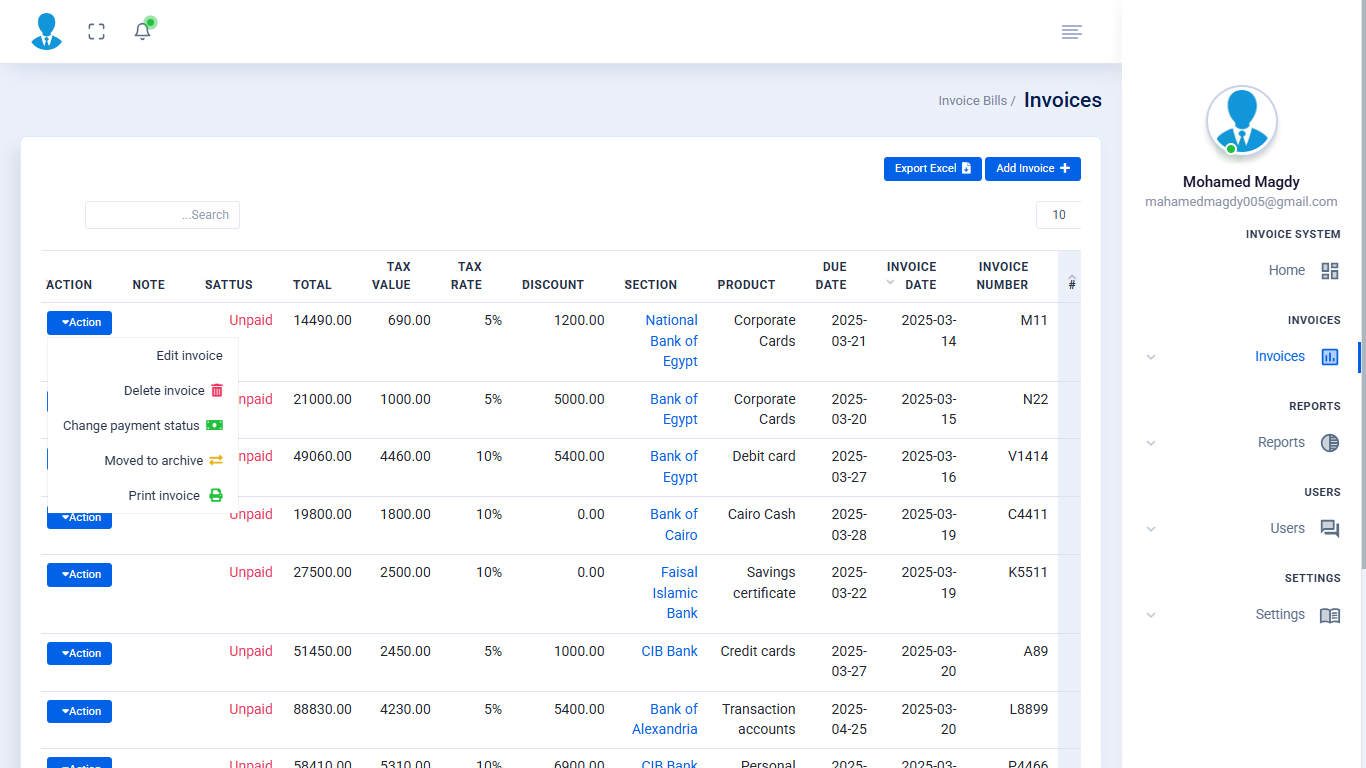 Invoice Bills / Invoices
Export Excel Add Invoice
...Search 10
ACTION NOTE SATTUS TOTAL TAX VALUE TAX RATE DISCOUNT SECTION PRODUCT DUE DATE INVOICE DATE INVOICE NUMBER #
Action Unpaid 14490.00 690.00 5% 1200.00 National Bank of Egypt Corporate Cards 2025-03-21 2025-03-14 M11
Edit invoice
Delete invoice
Change payment status
Moved to archive
Print invoice
npaid 21000.00 1000.00 5% 5000.00 Bank of Egypt Corporate Cards 2025-03-20 2025-03-15 N22
npaid 49060.00 4460.00 10% 5400.00 Bank of Egypt Debit card 2025-03-27 2025-03-16 V1414
Action Unpaid 19800.00 1800.00 10% 0.00 Bank of Cairo Cairo Cash 2025-03-28 2025-03-19 C4411
Action Unpaid 27500.00 2500.00 10% 0.00 Faisal Islamic Bank Savings certificate 2025-03-22 2025-03-19 K5511
Action Unpaid 51450.00 2450.00 5% 1000.00 CIB Bank Credit cards 2025-03-27 2025-03-20 A89
Action Unpaid 88830.00 4230.00 5% 5400.00 Bank of Alexandria Transaction accounts 2025-04-25 2025-03-20 L8899
Action Unpaid 58410.00 5310.00 10% 6900.00 CIB Bank Personal 2025- 2025-03- P4466
Mohamed Magdy
mahamedmagdy005@gmail.com
INVOICE SYSTEM
Home
INVOICES
Invoices
REPORTS
Reports
USERS
Users
SETTINGS
Settings